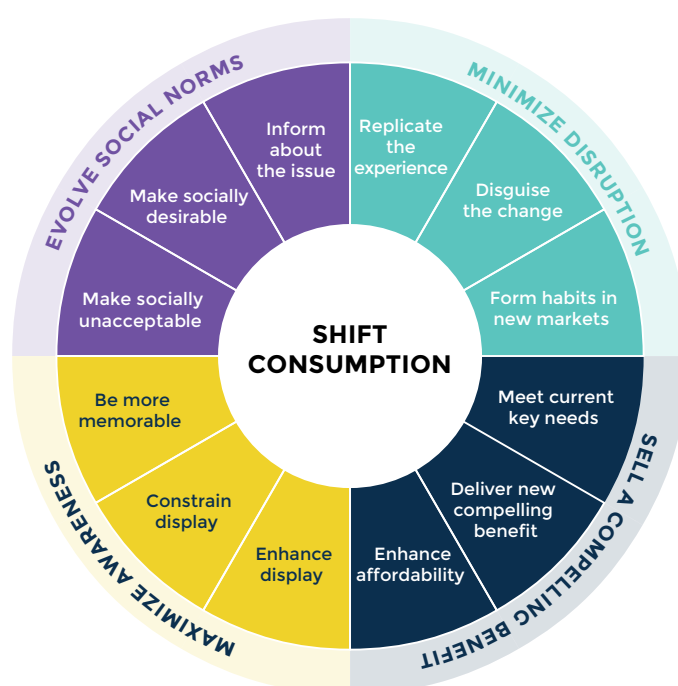 EVOLVE SOCIAL NORMS
MINIMIZE DISRUPTION
Inform
about
the issue
Replicate
the
experience
Make socially
desirable
Disguise
the change
Make socially
unacceptable
Form habits in
new markets
SHIFT
CONSUMPTION
Be more
memorable
Meet current
key needs
Constrain
display
Deliver new
compelling
benefit
Enhance
display
Enhance
affordability
MAXIMIZE AWARENESS
SELL A COMPELLING BENEFIT